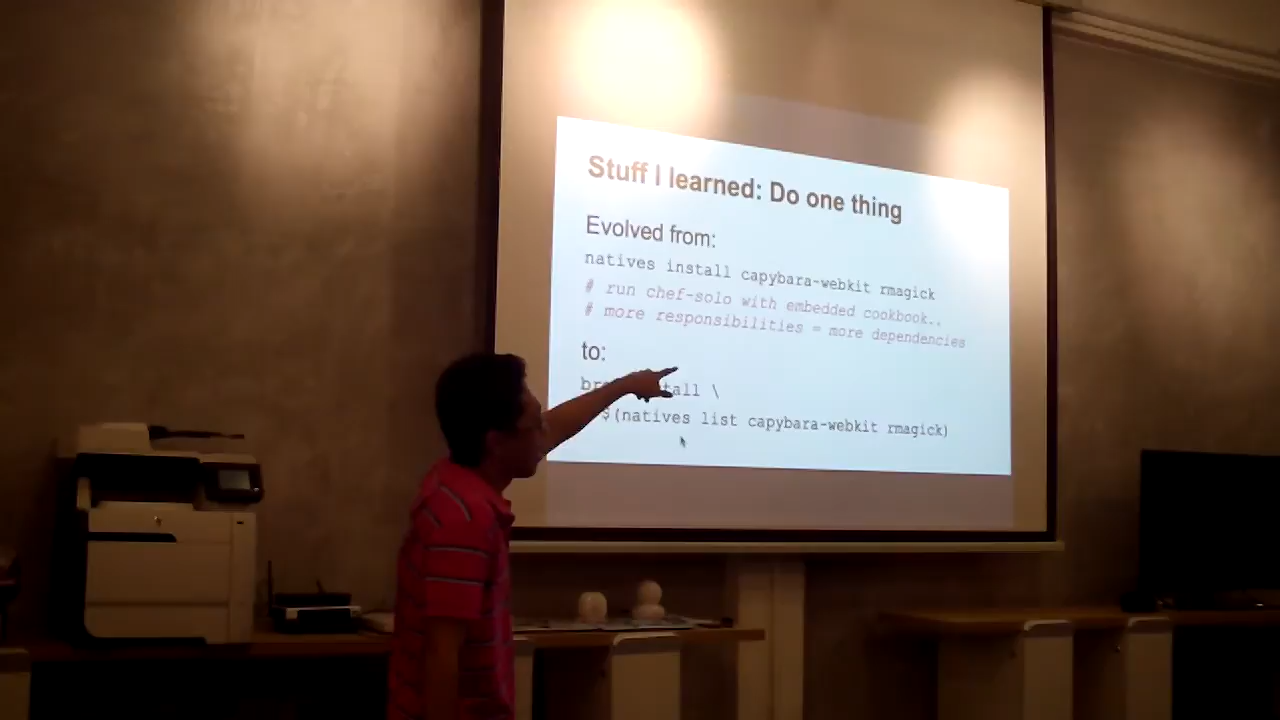 Stuff I learned: Do one thing
Evolved from:
natives install capybara-webkit rmagick
# run chef-solo with embedded cookbook..
# more responsibilities = more dependencies
to:
\
$(natives list capybara-webkit rmagick)